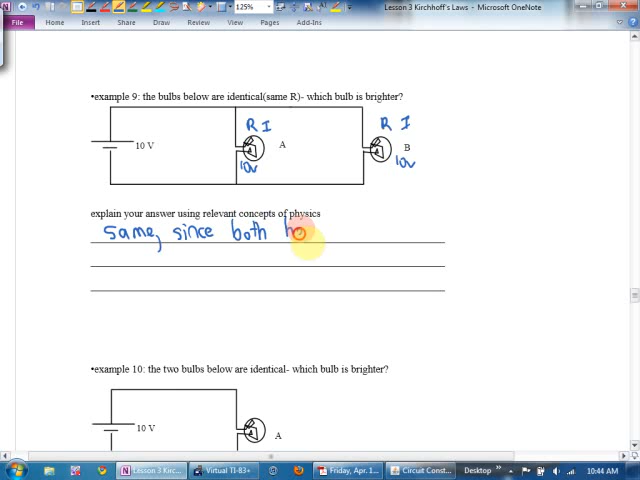 Lesson 3 Kirchhoff's Laws - Microsoft OneNote
File Home Insert Share Draw Review View PDF Add-Ins
125%
•example 9: the bulbs below are identical(same R)- which bulb is brighter?
R I
R I
10 V
A
B
10v
10v
explain your answer using relevant concepts of physics
same, since both h
•example 10: the two bulbs below are identical- which bulb is brighter?
10 V
A
Lesson 3 Kirc...
Virtual TI-83+
Friday, Apr. 1...
Circuit Const...
Desktop
10:44 AM